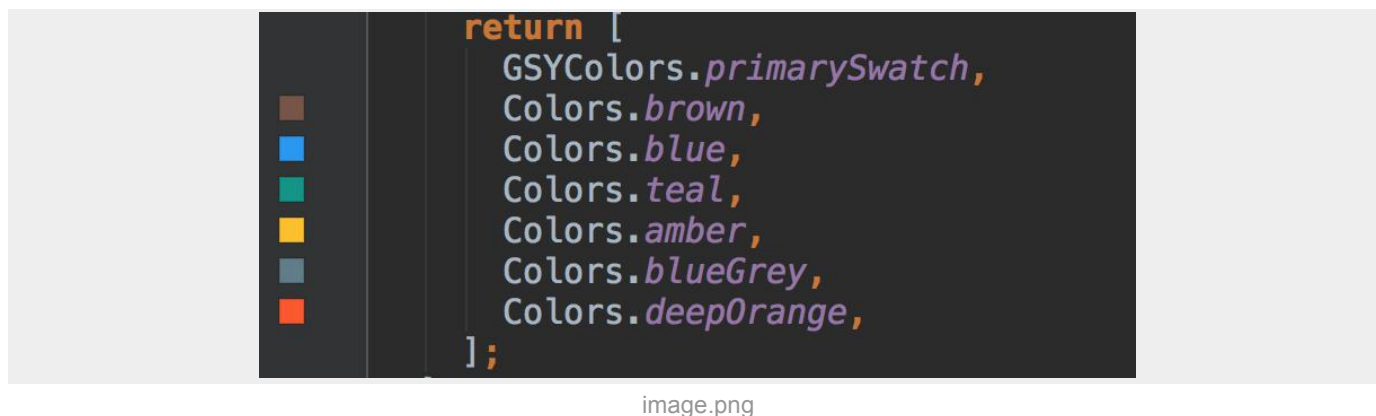 return [
GSYColors.primarySwatch,
Colors.brown,
Colors.blue,
Colors.teal,
Colors.amber,
Colors.blueGrey,
Colors.deepOrange,
];
image.png